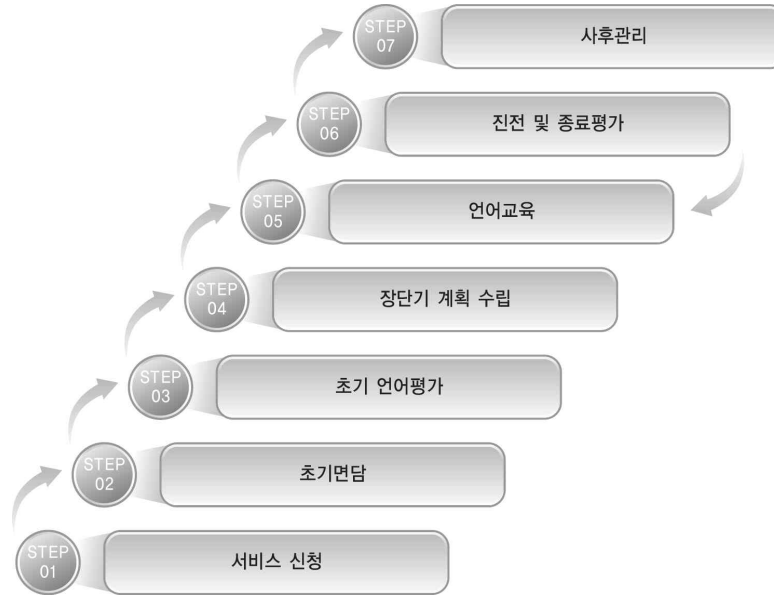 STEP
07
사후관리
STEP
06
진전 및 종료평가
STEP
05
언어교육
STEP
04
장단기 계획 수립
STEP
03
초기 언어평가
STEP
02
초기면담
STEP
01
서비스 신청